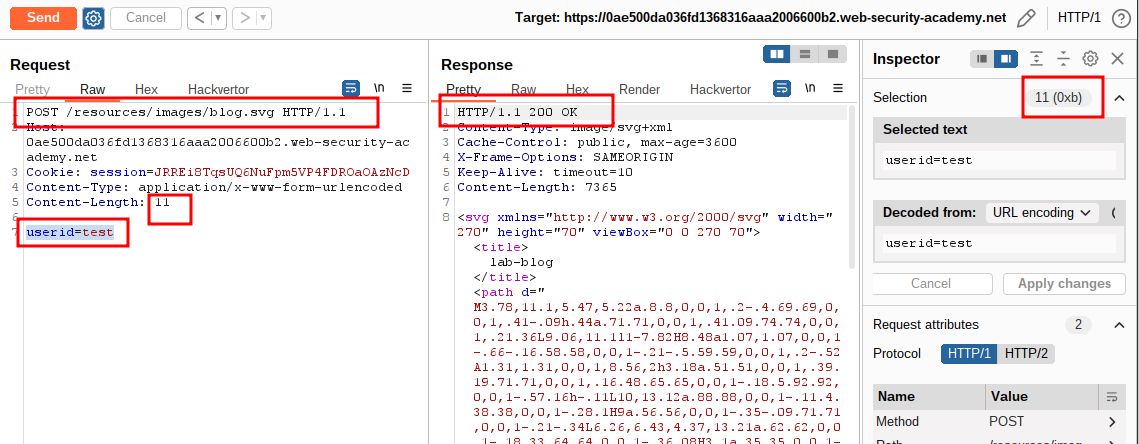 Send Cancel < > Target: https://0ae500da036fd1368316aaa2006600b2.web-security-academy.net HTTP/1
Request
Pretty Raw Hex Hackvertor \n
1 POST /resources/images/blog.svg HTTP/1.1
2 Host:
0ae500da036fd1368316aaa2006600b2.web-security-ac
ademy.net
3 Cookie: session=JRREi8TqsUQ6NuFpm5VP4FDROaOAzNcD
4 Content-Type: application/x-www-form-urlencoded
5 Content-Length: 11
6
7 userid=test
Response
Pretty Raw Hex Render Hackvertor \n
1 HTTP/1.1 200 OK
2 Content-Type: image/svg+xml
3 Cache-Control: public, max-age=3600
4 X-Frame-Options: SAMEORIGIN
5 Keep-Alive: timeout=10
6 Content-Length: 7365
7
8 <svg xmlns="http://www.w3.org/2000/svg" width="
270" height="70" viewBox="0 0 270 70">
<title>
lab-blog
</title>
<path d="
M3.78,11.1,5.47,5.22a.8.8,0,0,1,.2-.4.69.69,0,
0,1,.41-.09h.44a.71.71,0,0,1,.41.09.74.74,0,0,
1,.21.36L9.06,11.111-7.82H8.48a1.07,1.07,0,0,1
-.66-.16.58.58,0,0,1-.21-.5.59.59,0,0,1,.2-.52
A1.31,1.31,0,0,1,8.56,2h3.18a.51.51,0,0,1,.39.
19.71.71,0,0,1,.16.48.65.65,0,0,1-.18.5.92.92,
0,0,1-.57.16h-.11L10,13.12a.88.88,0,0,1-.11.4.
38.38,0,0,1-.28.1H9a.56.56,0,0,1-.35-.09.71.71
,0,0,1-.21-.34L6.26,6.43,4.37,13.21a.62.62,0,0
Inspector
Selection 11 (0xb)
Selected text
userid=test
Decoded from: URL encoding
userid=test
Cancel Apply changes
Request attributes 2
Protocol HTTP/1 HTTP/2
Name Value
Method POST